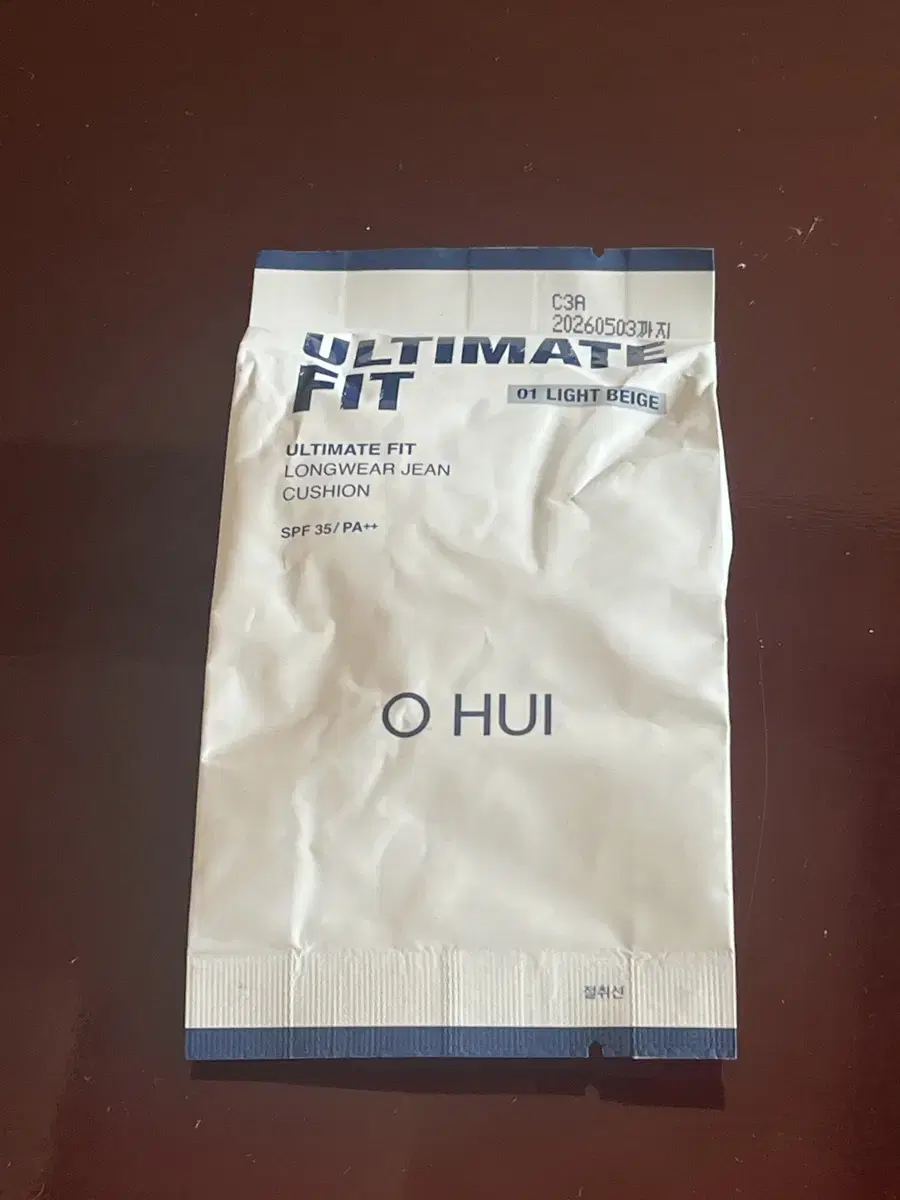 C3A
20260503까지
ULTIMATE
FIT
01 LIGHT BEIGE
ULTIMATE FIT
LONGWEAR JEAN
CUSHION
SPF 35/PA++
O HUI
절취선